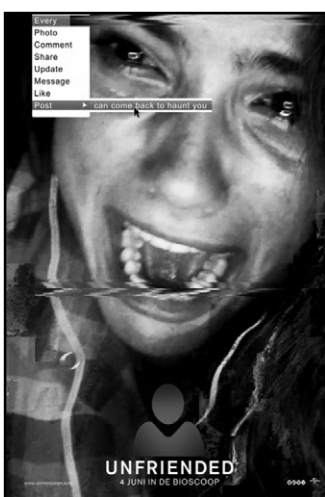 Every
Photo
Comment
Share
Update
Message
Like
Post can come back to haunt you
UNFRIENDED
4 JUNI IN DE BIOSCOOP